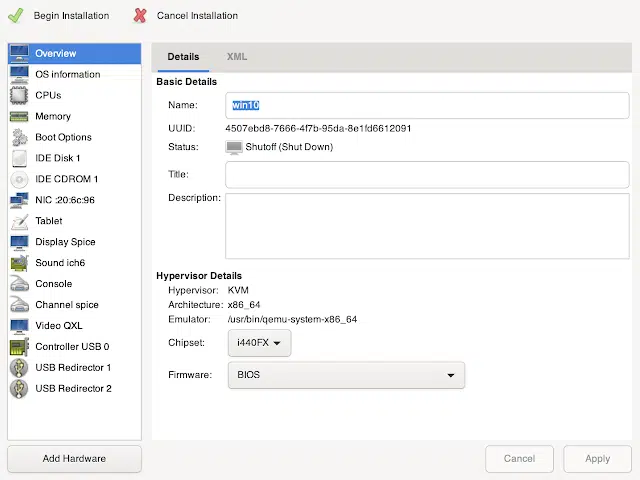 Begin Installation Cancel Installation
Overview
OS information
CPUs
Memory
Boot Options
IDE Disk 1
IDE CDROM 1
NIC :20:6c:96
Tablet
Display Spice
Sound ich6
Console
Channel spice
Video QXL
Controller USB 0
USB Redirector 1
USB Redirector 2
Add Hardware
Details XML
Basic Details
Name: win10
UUID: 4507ebd8-7666-4f7b-95da-8e1fd6612091
Status: Shutoff (Shut Down)
Title:
Description:
Hypervisor Details
Hypervisor: KVM
Architecture: x86_64
Emulator: /usr/bin/qemu-system-x86_64
Chipset: i440FX
Firmware: BIOS
Cancel Apply